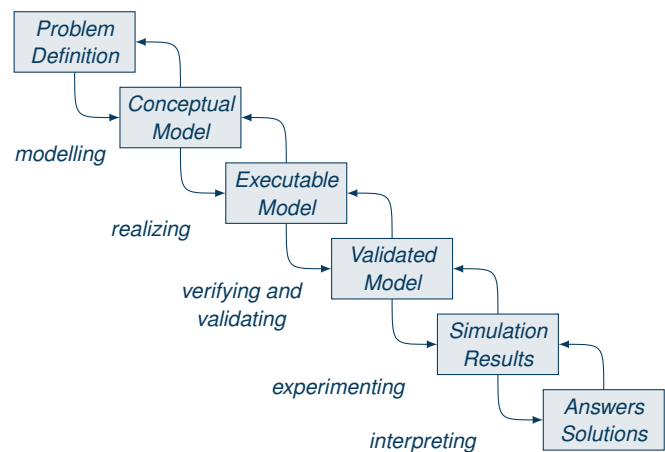 Problem
Definition
Conceptual
Model
modelling
Executable
Model
realizing
Validated
Model
verifying and
validating
Simulation
Results
experimenting
Answers
Solutions
interpreting